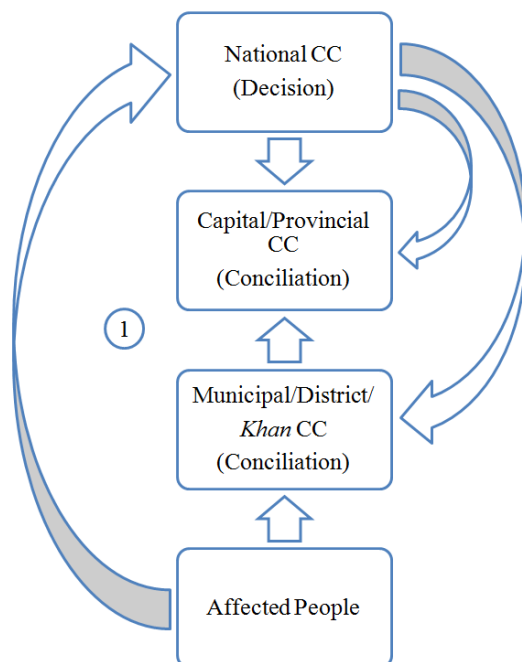 National CC
(Decision)
Capital/Provincial
CC
(Conciliation)
1
Municipal/District/
Khan CC
(Conciliation)
Affected People